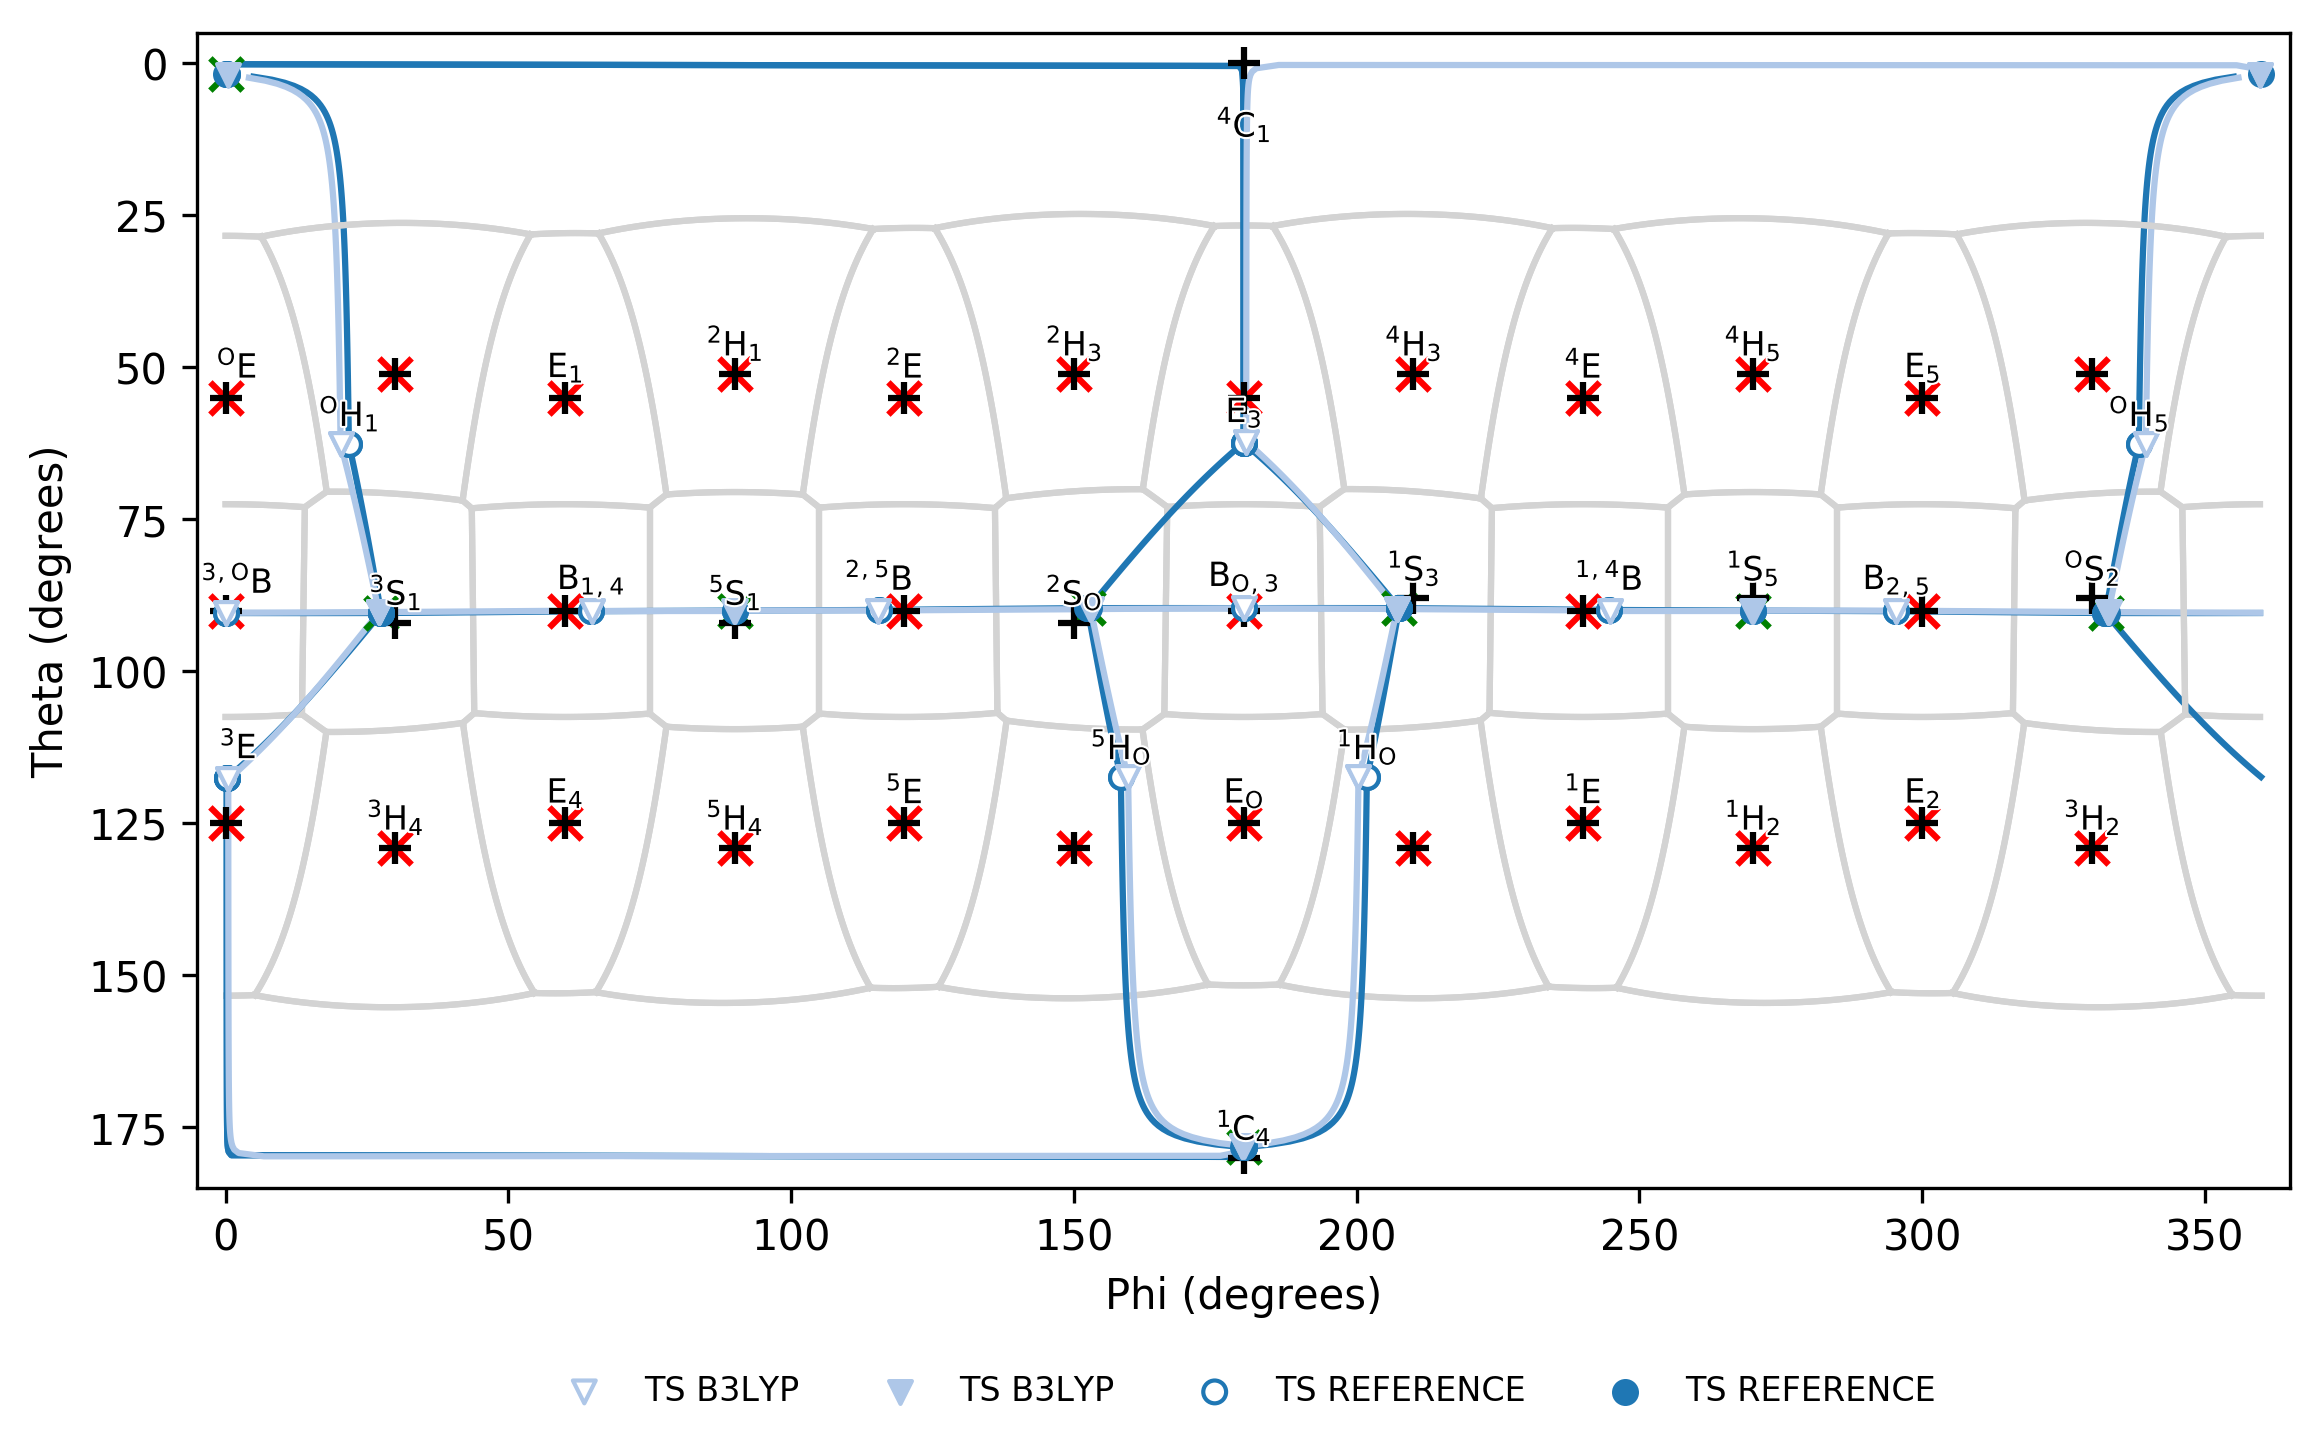 0
⁴C₁
25
²H₁ ²H₃ ⁴H₃ ⁴H₅
ᴼE E₁ ²E ⁴E E₅
50
ᴼH₁ E₃ ᴼH₅
75
³,ᴼB ³S₁ B₁,₄ ⁵S₁ ²,⁵B ²Sₒ Bₒ,₃ ¹S₃ ¹,⁴B ¹S₅ B₂,₅ ᴼS₂
100
³E ⁵Hₒ ¹Hₒ
³H₄ E₄ ⁵H₄ ⁵E Eₒ ¹E ¹H₂ E₂ ³H₂
125
150
¹C₄
175
Theta (degrees)
0 50 100 150 200 250 300 350
Phi (degrees)
TS B3LYP TS B3LYP TS REFERENCE TS REFERENCE